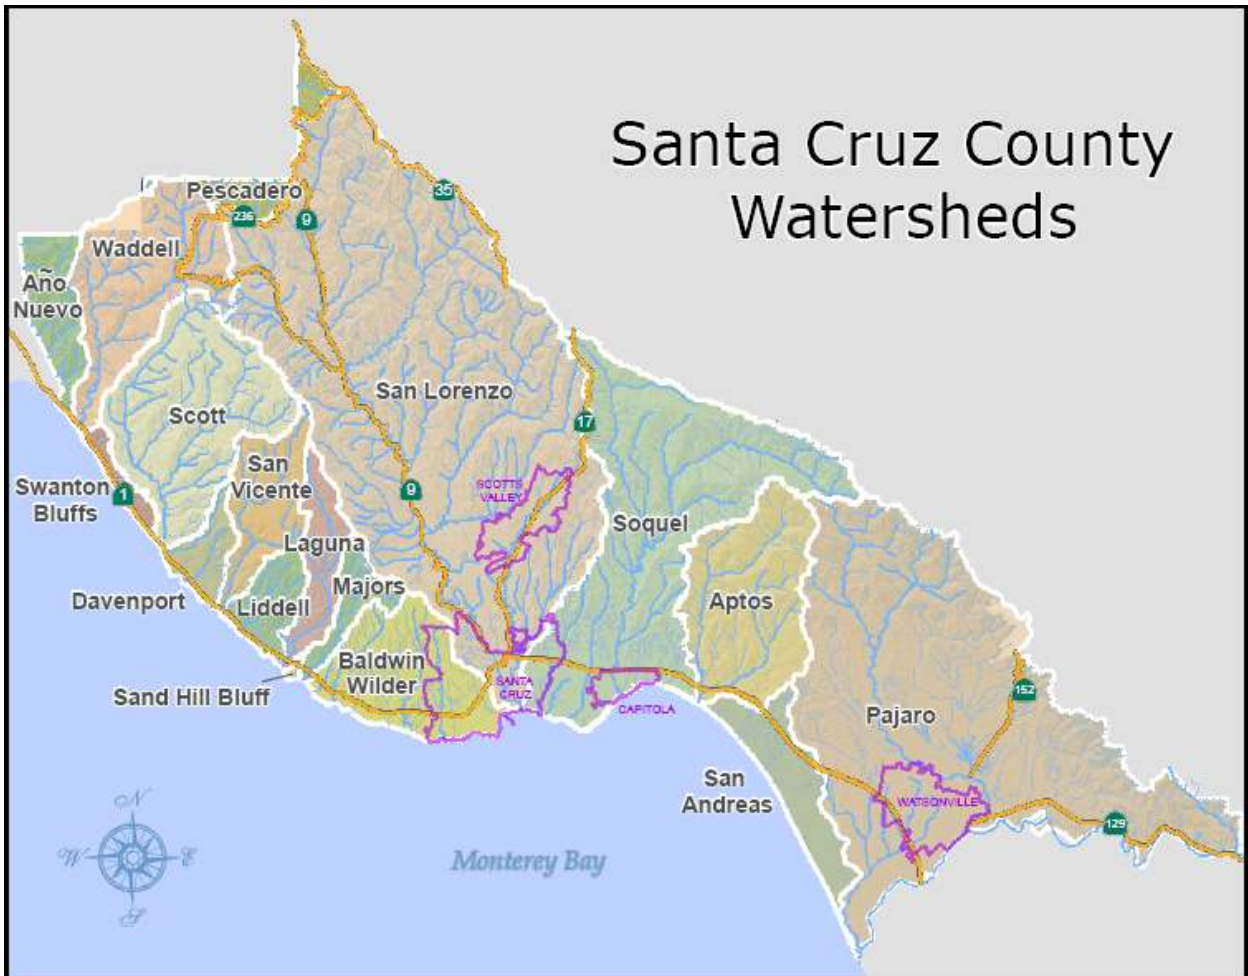 Santa Cruz County
Watersheds
35
Pescadero
236
9
Waddell
Año
Nuevo
San Lorenzo
Scott
17
San
Vicente
SCOTTS
VALLEY
9
Swanton
Bluffs
1
Soquel
Laguna
Majors
Davenport
Liddell
Aptos
Baldwin
Wilder
SANTA
CRUZ
Sand Hill Bluff
152
CAPITOLA
Pajaro
San
Andreas
WATSONVILLE
129
N
W
E
S
Monterey Bay